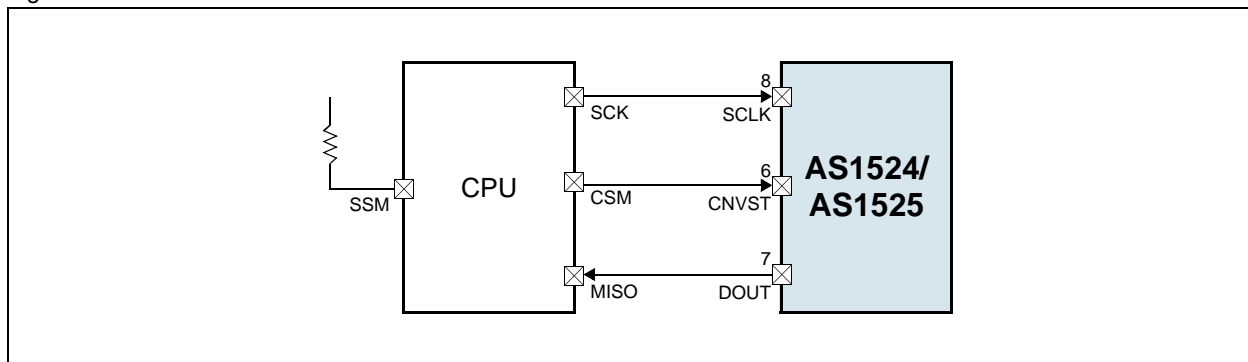 8
SCK
SCLK
AS1524/
AS1525
CPU
6
SSM
CSM
CNVST
7
MISO
DOUT